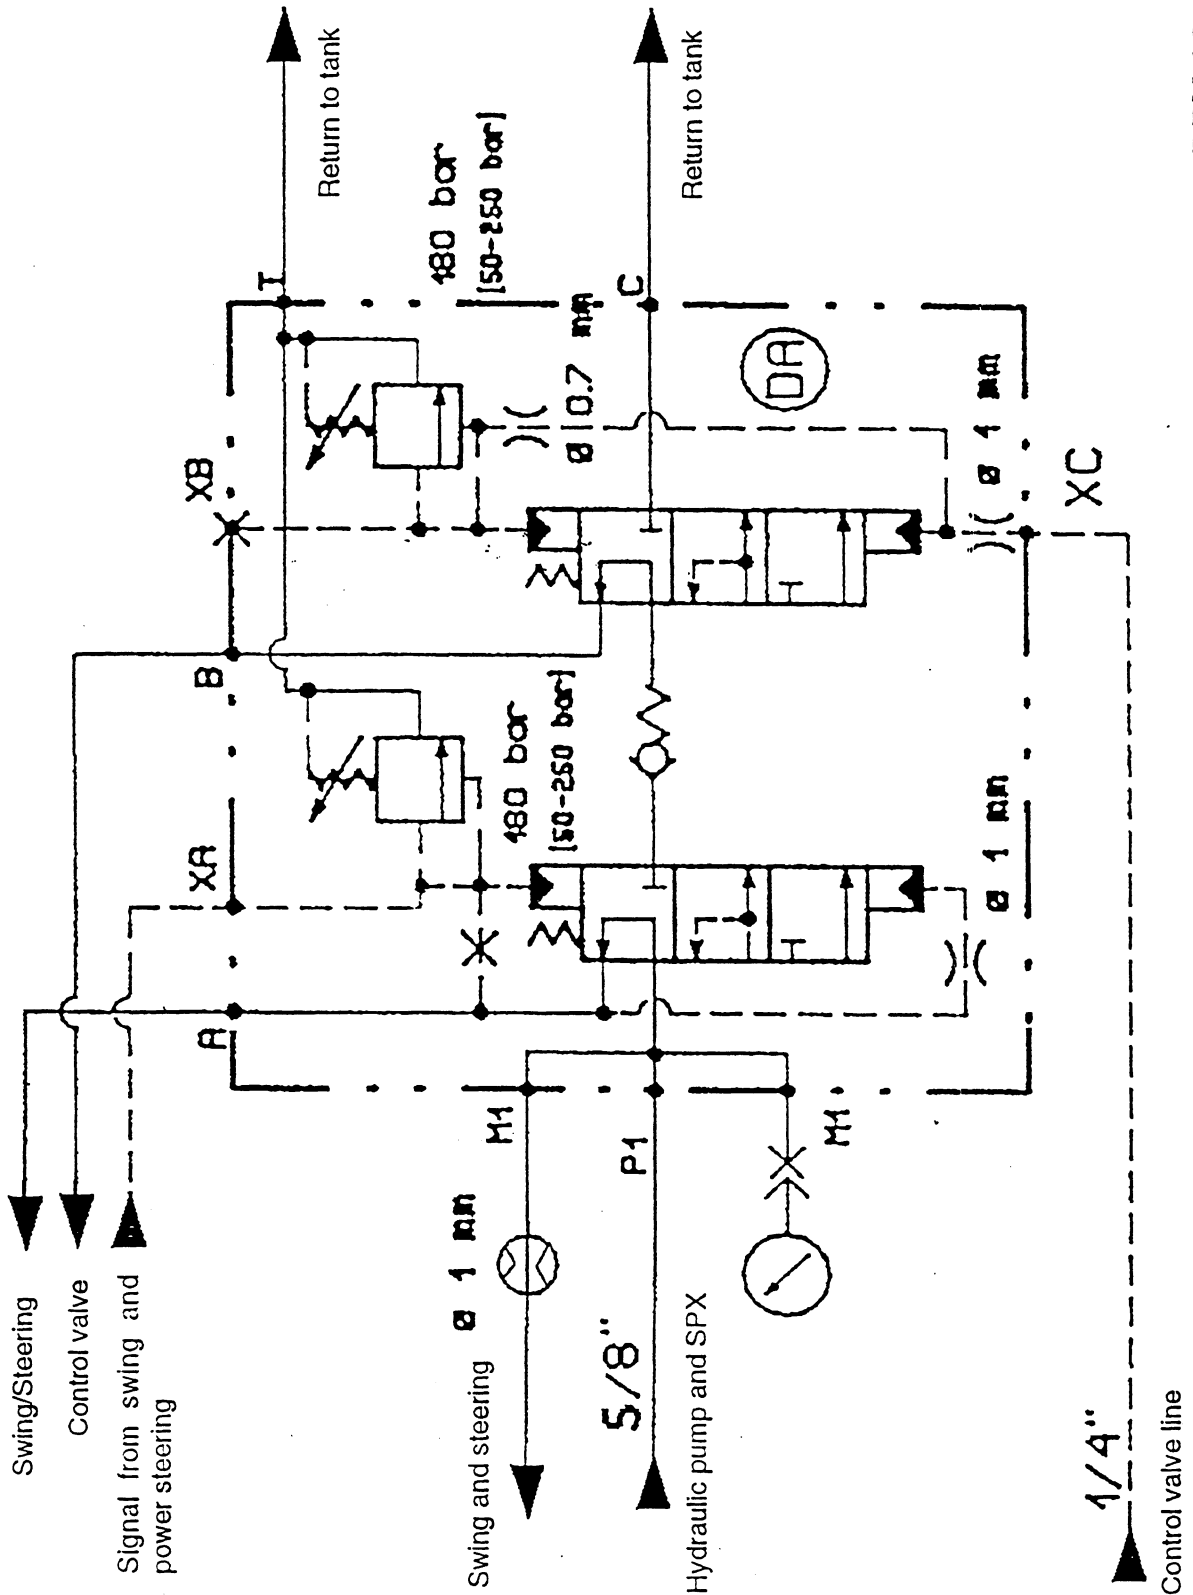 Return to tank
Return to tank
T
180 bar
[50-250 bar]
C
Ø 0.7 mm
DA
Ø 1 mm
XB
XC
B
180 bar
[50-250 bar]
XA
Ø 1 mm
A
M1
P1
M1
Ø 1 mm
5/8"
1/4"
Swing/Steering
Control valve
Signal from swing and
power steering
Swing and steering
Hydraulic pump and SPX
Control valve line